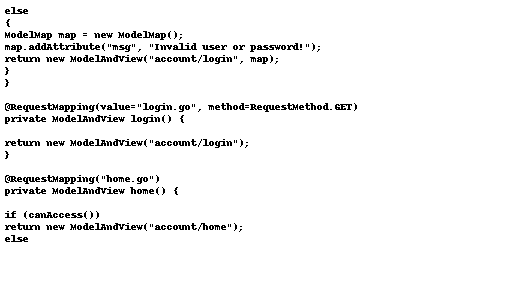 else
{
ModelMap map = new ModelMap();
map.addAttribute("msg", "Invalid user or password!");
return new ModelAndView("account/login", map);
}
}
@RequestMapping(value="login.go", method=RequestMethod.GET)
private ModelAndView login() {
return new ModelAndView("account/login");
}
@RequestMapping("home.go")
private ModelAndView home() {
if (canAccess())
return new ModelAndView("account/home");
else